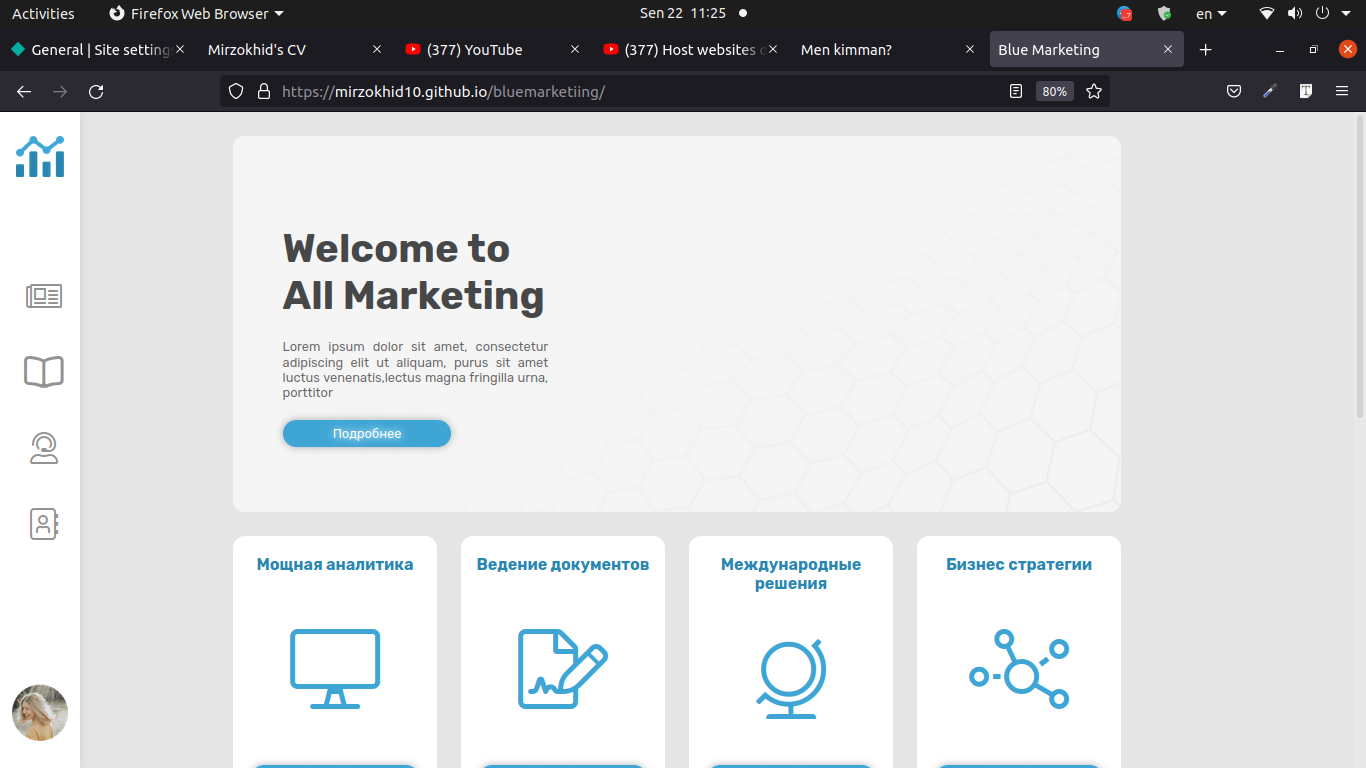 Activities
Firefox Web Browser
Sen 22 11:25
en
General | Site setting
Mirzokhid's CV
(377) YouTube
(377) Host websites o
Men kimman?
Blue Marketing
https://mirzokhid10.github.io/bluemarketiing/
80%
Welcome to
All Marketing
Lorem ipsum dolor sit amet, consectetur
adipiscing elit ut aliquam, purus sit amet
luctus venenatis,lectus magna fringilla urna,
porttitor
Подробнее
Мощная аналитика
Ведение документов
Международные
решения
Бизнес стратегии